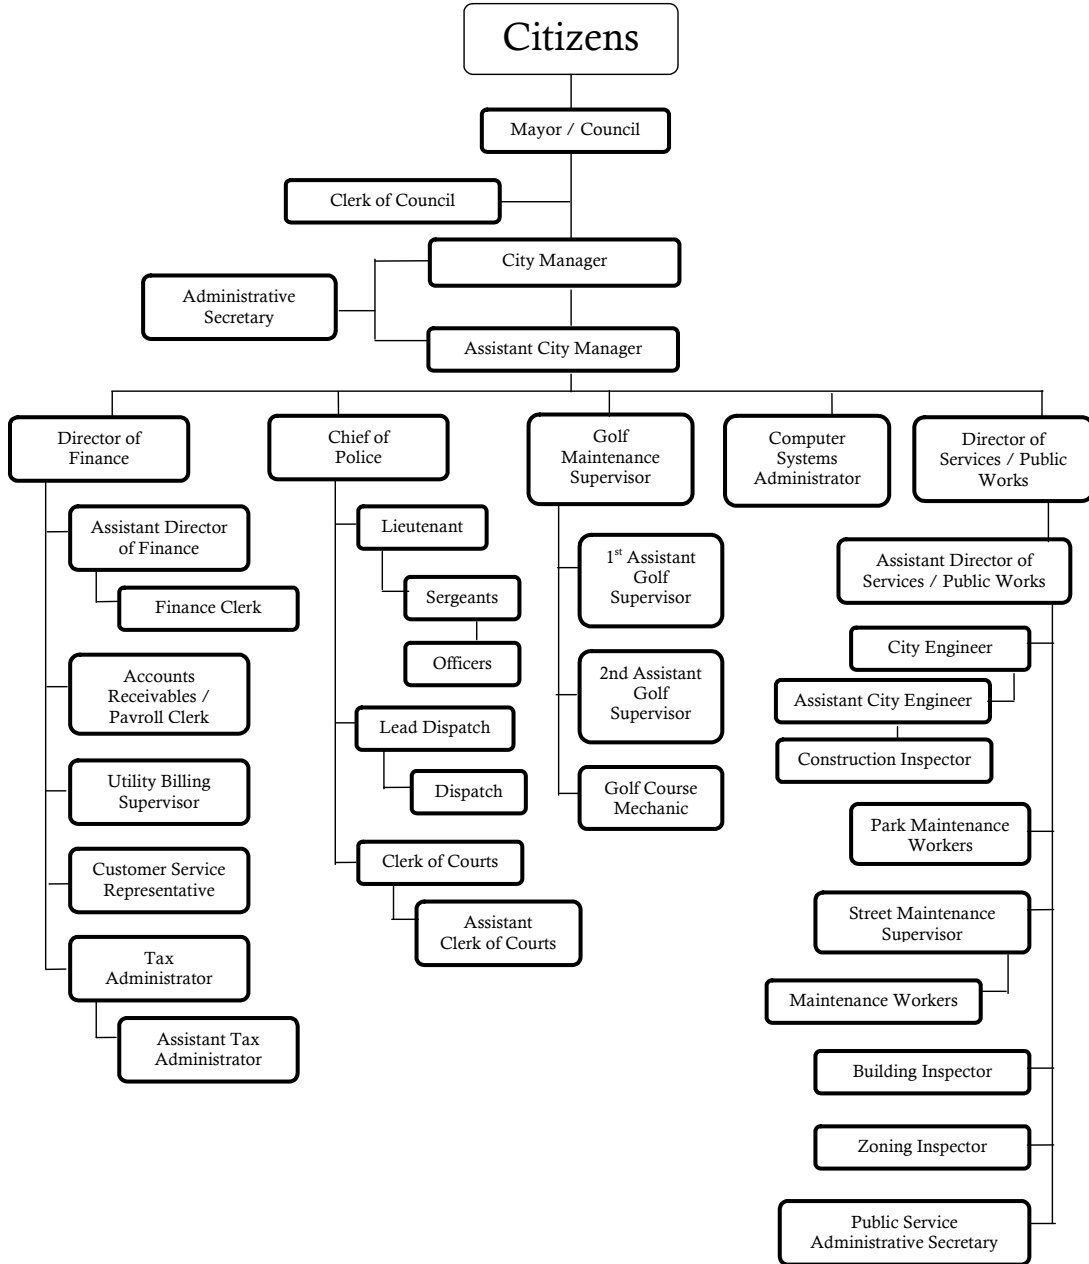 Citizens
Mayor / Council
Clerk of Council
City Manager
Administrative
Secretary
Assistant City Manager
Director of
Finance
Chief of
Police
Golf
Maintenance
Supervisor
Computer
Systems
Administrator
Director of
Services / Public
Works
Assistant Director
of Finance
Finance Clerk
Accounts
Receivables /
Payroll Clerk
Utility Billing
Supervisor
Customer Service
Representative
Tax
Administrator
Assistant Tax
Administrator
Lieutenant
Sergeants
Officers
Lead Dispatch
Dispatch
Clerk of Courts
Assistant
Clerk of Courts
1st Assistant
Golf
Supervisor
2nd Assistant
Golf
Supervisor
Golf Course
Mechanic
Assistant Director of
Services / Public Works
City Engineer
Assistant City Engineer
Construction Inspector
Park Maintenance
Workers
Street Maintenance
Supervisor
Maintenance Workers
Building Inspector
Zoning Inspector
Public Service
Administrative Secretary